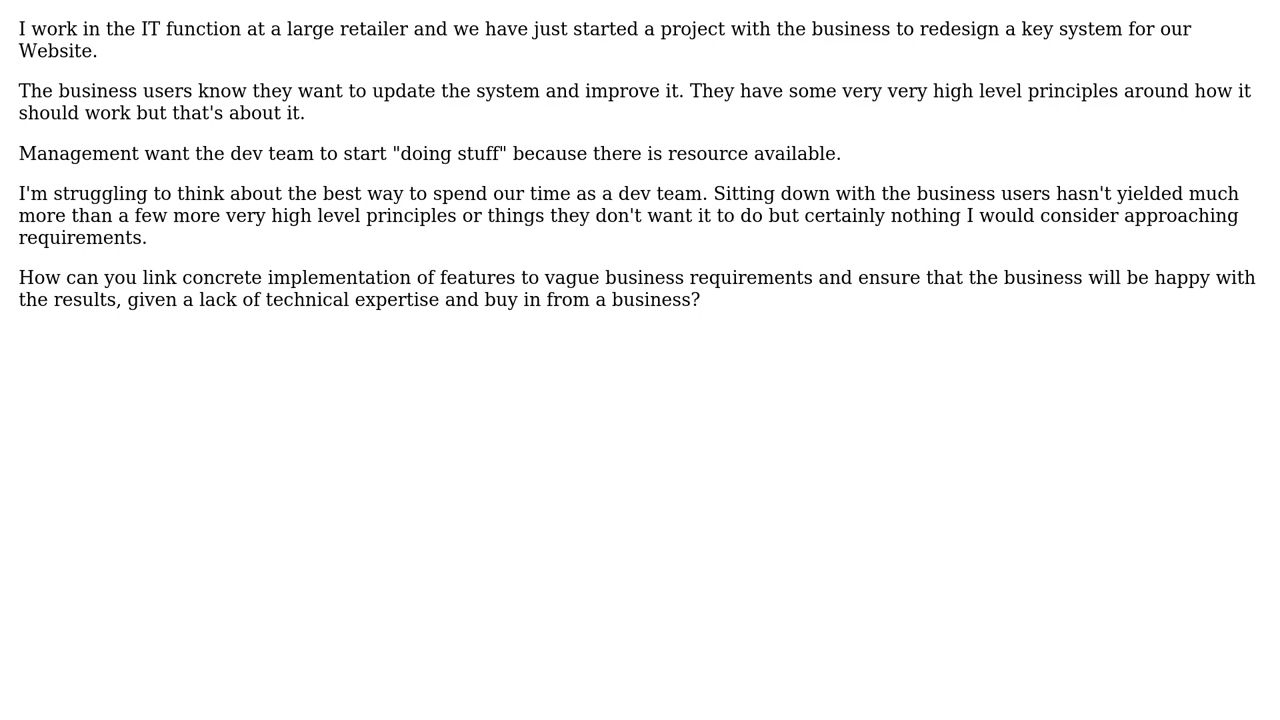 I work in the IT function at a large retailer and we have just started a project with the business to redesign a key system for our
Website.
The business users know they want to update the system and improve it. They have some very very high level principles around how it
should work but that's about it.
Management want the dev team to start "doing stuff" because there is resource available.
I'm struggling to think about the best way to spend our time as a dev team. Sitting down with the business users hasn't yielded much
more than a few more very high level principles or things they don't want it to do but certainly nothing I would consider approaching
requirements.
How can you link concrete implementation of features to vague business requirements and ensure that the business will be happy with
the results, given a lack of technical expertise and buy in from a business?